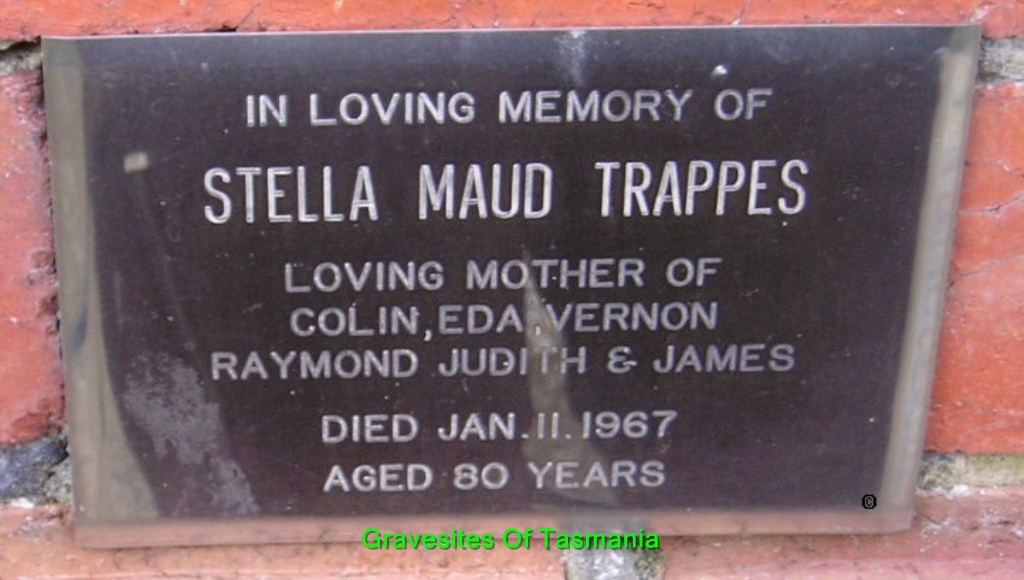 IN LOVING MEMORY OF
STELLA MAUD TRAPPES
LOVING MOTHER OF
COLIN, EDA, VERNON
RAYMOND JUDITH & JAMES
DIED JAN. 11. 1967
AGED 80 YEARS
©
Gravesites Of Tasmania